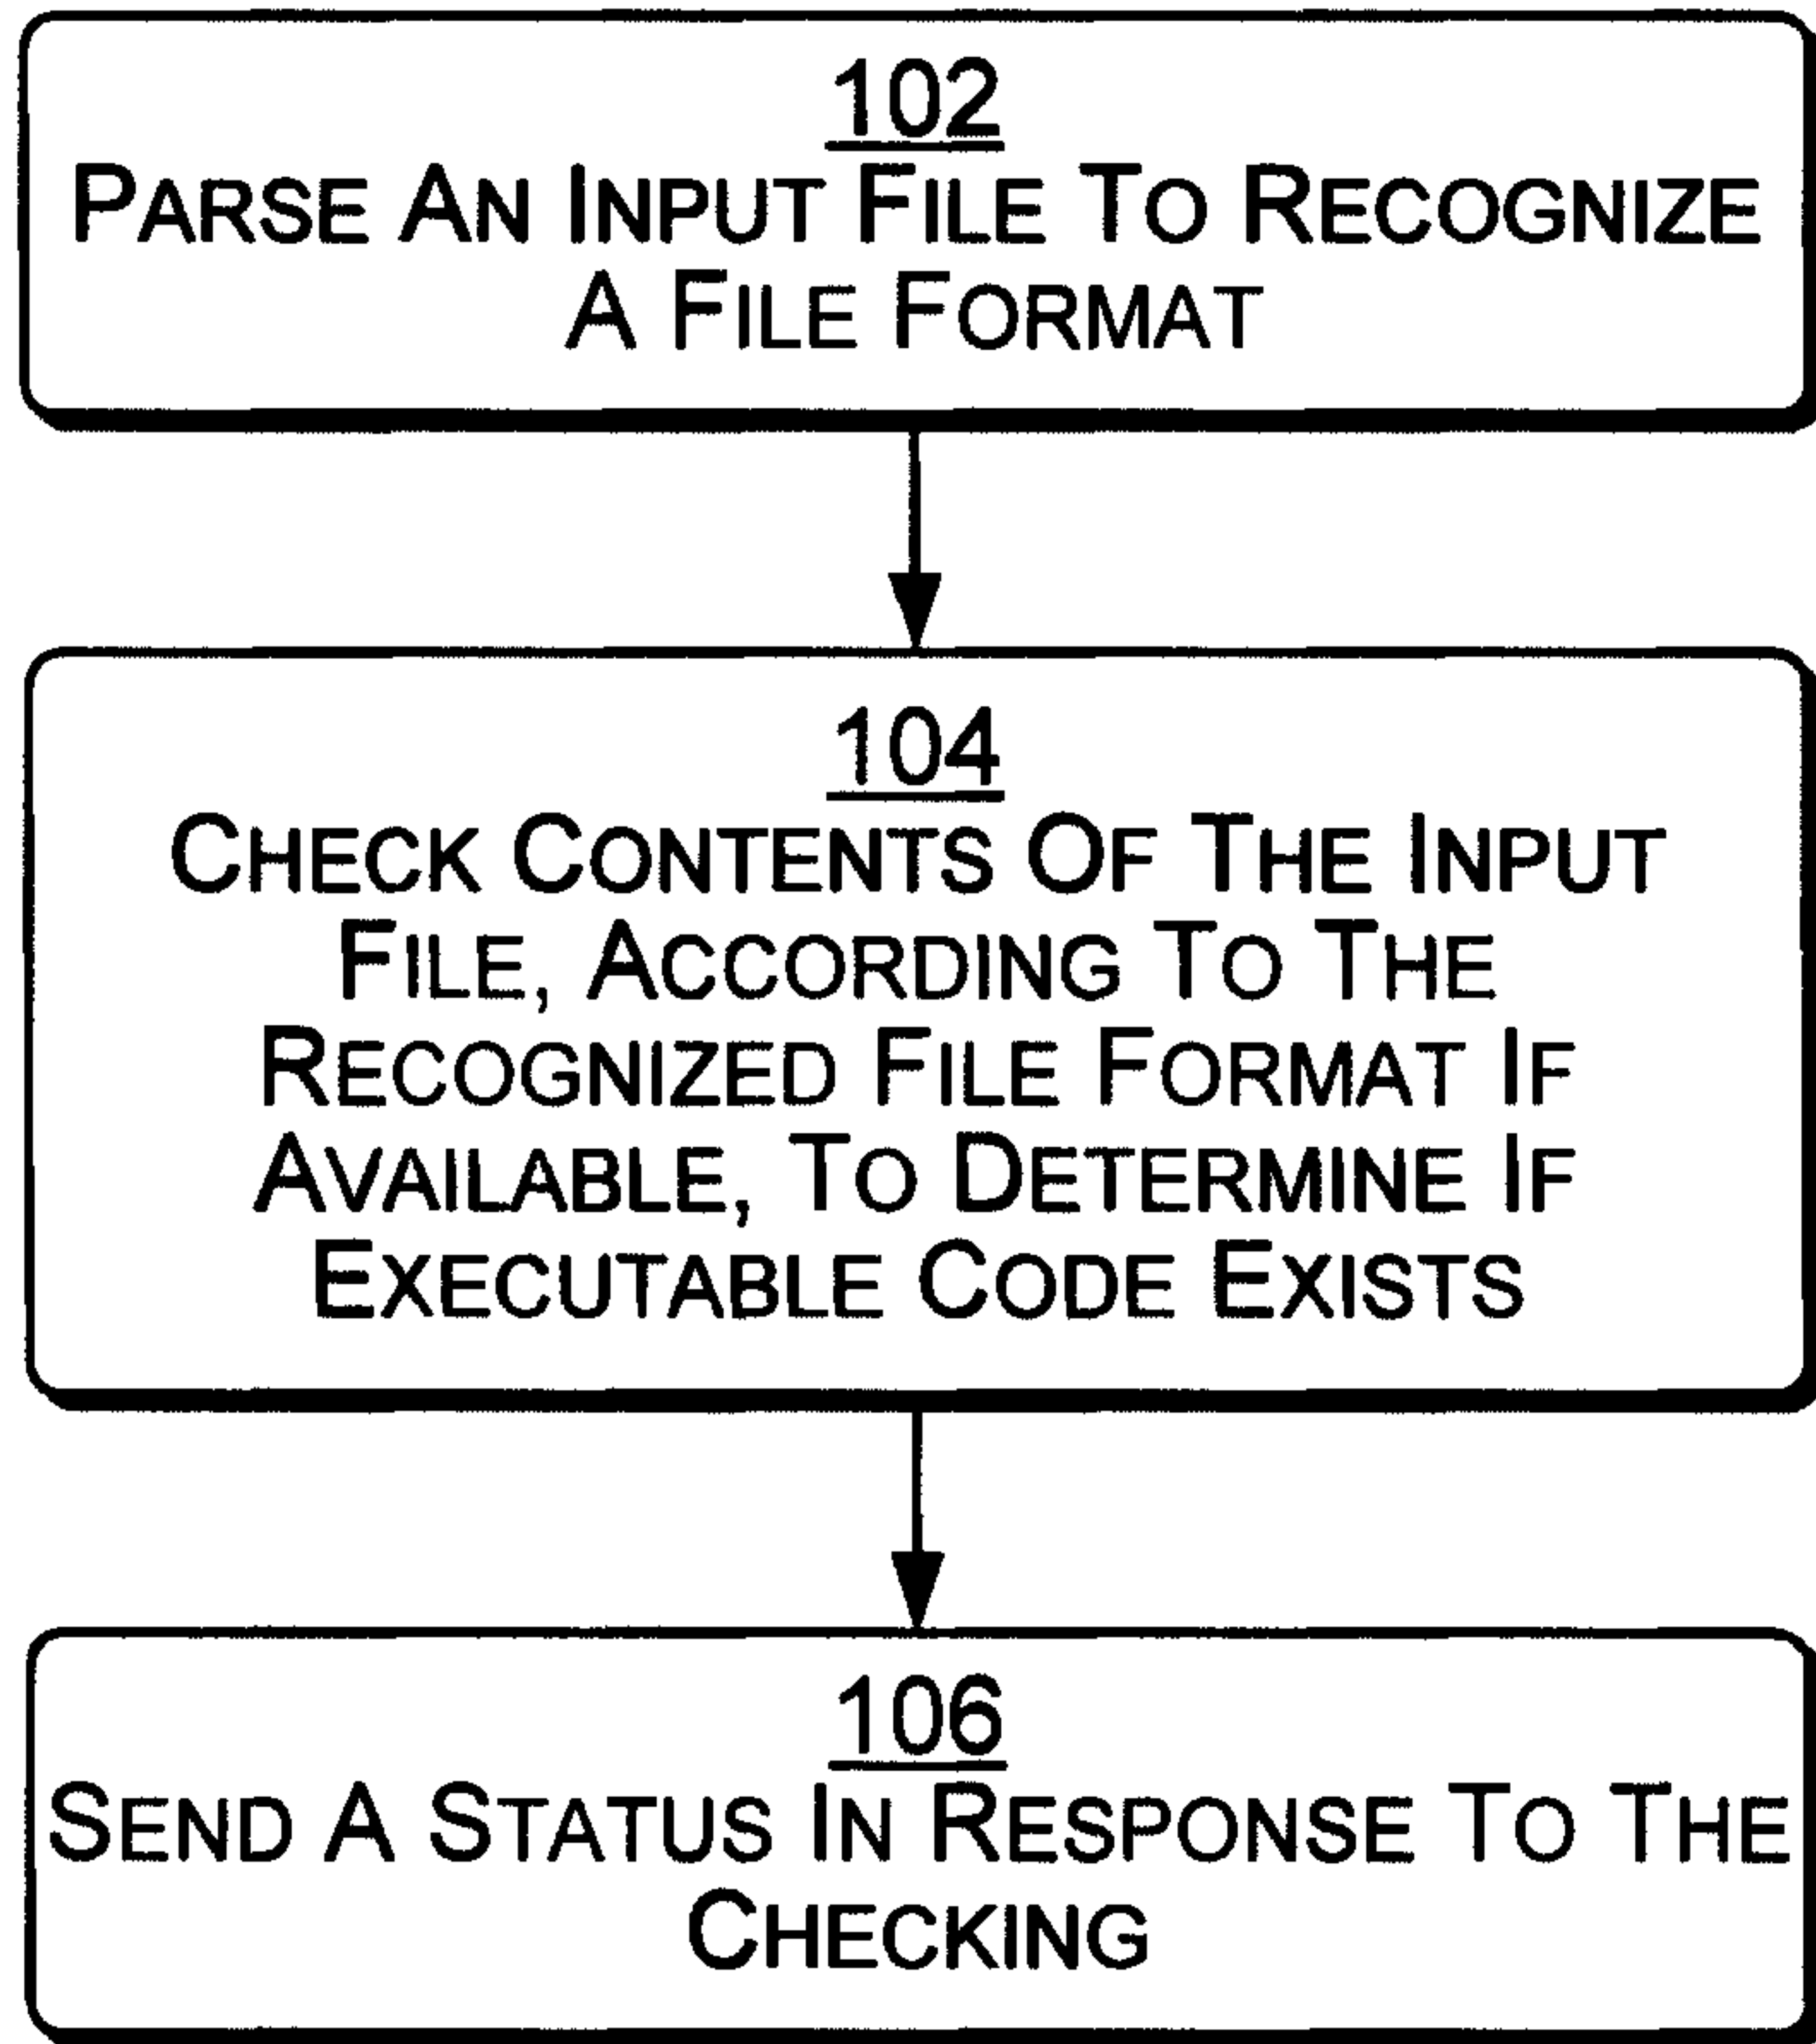 102
PARSE AN INPUT FILE TO RECOGNIZE
A FILE FORMAT
104
CHECK CONTENTS OF THE INPUT
FILE, ACCORDING TO THE
RECOGNIZED FILE FORMAT IF
AVAILABLE, TO DETERMINE IF
EXECUTABLE CODE EXISTS
106
SEND A STATUS IN RESPONSE TO THE
CHECKING